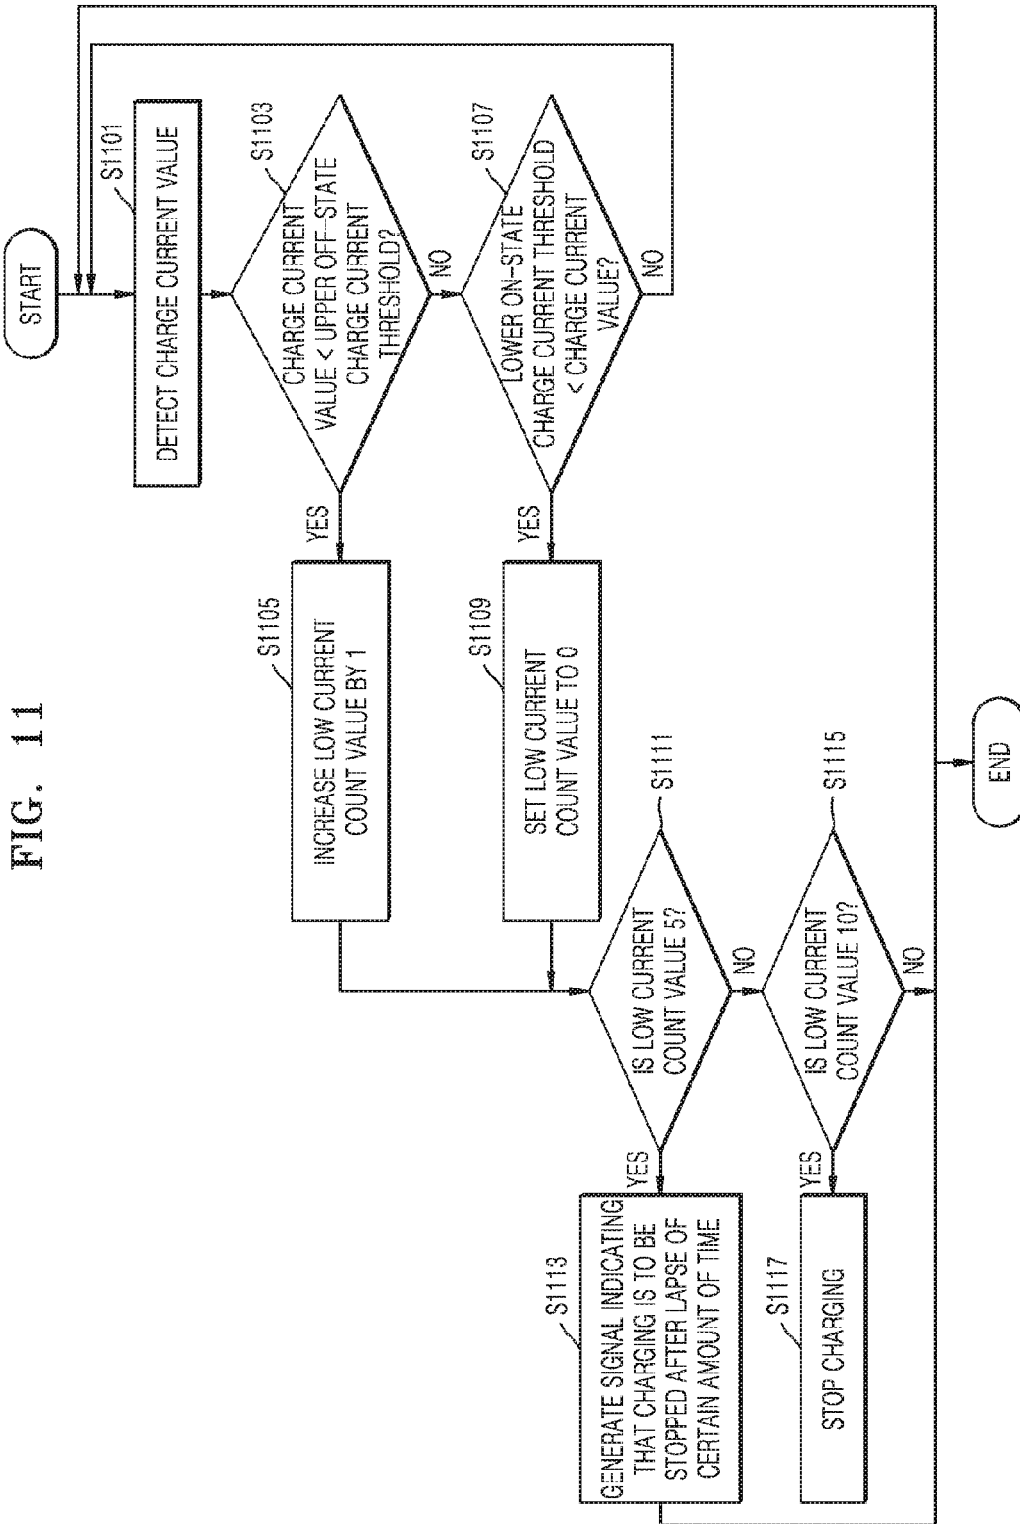 FIG. 11
START
S1101
DETECT CHARGE CURRENT VALUE
S1103
CHARGE CURRENT
VALUE < UPPER OFF-STATE
CHARGE CURRENT
THRESHOLD?
YES
NO
S1105
INCREASE LOW CURRENT
COUNT VALUE BY 1
S1107
LOWER ON-STATE
CHARGE CURRENT THRESHOLD
< CHARGE CURRENT
VALUE?
YES
NO
S1109
SET LOW CURRENT
COUNT VALUE TO 0
S1111
IS LOW CURRENT
COUNT VALUE 5?
YES
NO
S1113
GENERATE SIGNAL INDICATING
THAT CHARGING IS TO BE
STOPPED AFTER LAPSE OF
CERTAIN AMOUNT OF TIME
S1115
IS LOW CURRENT
COUNT VALUE 10?
YES
NO
S1117
STOP CHARGING
END